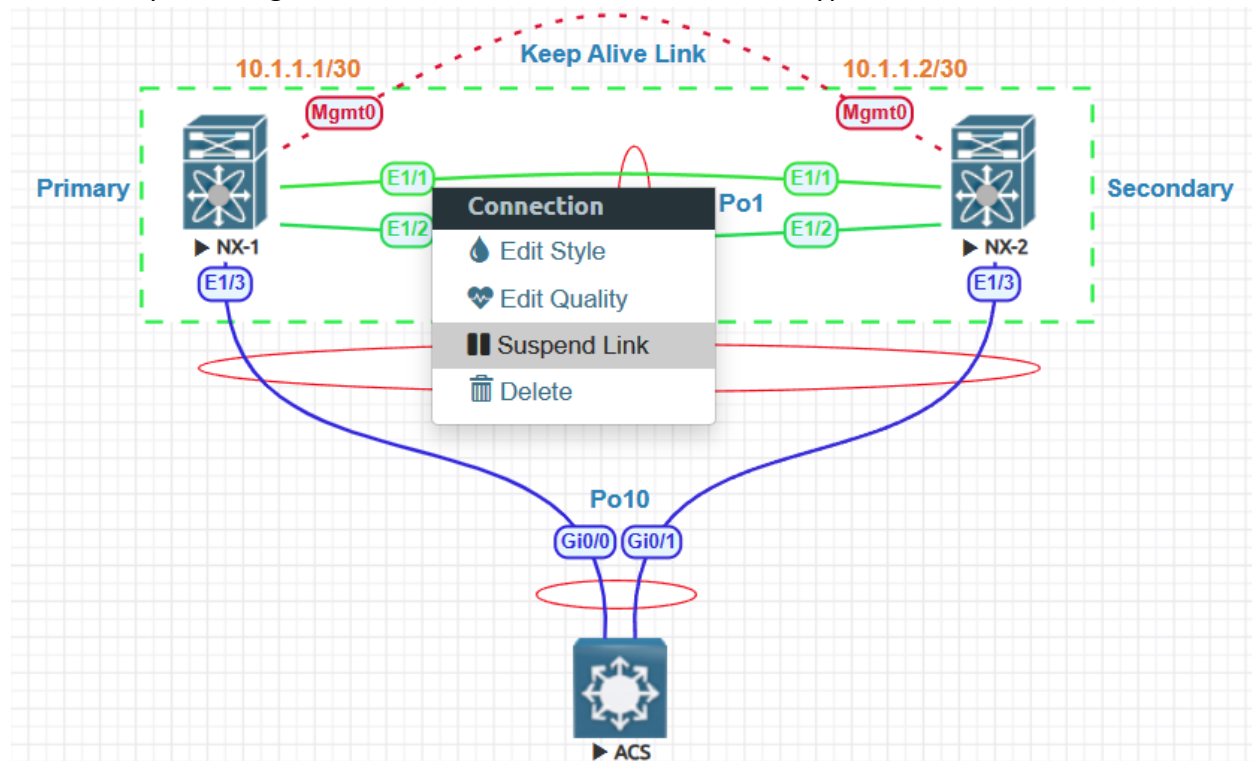 Keep Alive Link
10.1.1.1/30
10.1.1.2/30
Mgmt0
Mgmt0
Primary
E1/1
E1/1
Secondary
Connection
Po1
E1/2
E1/2
NX-1
Edit Style
NX-2
E1/3
Edit Quality
E1/3
Suspend Link
Delete
Po10
Gi0/0
Gi0/1
ACS